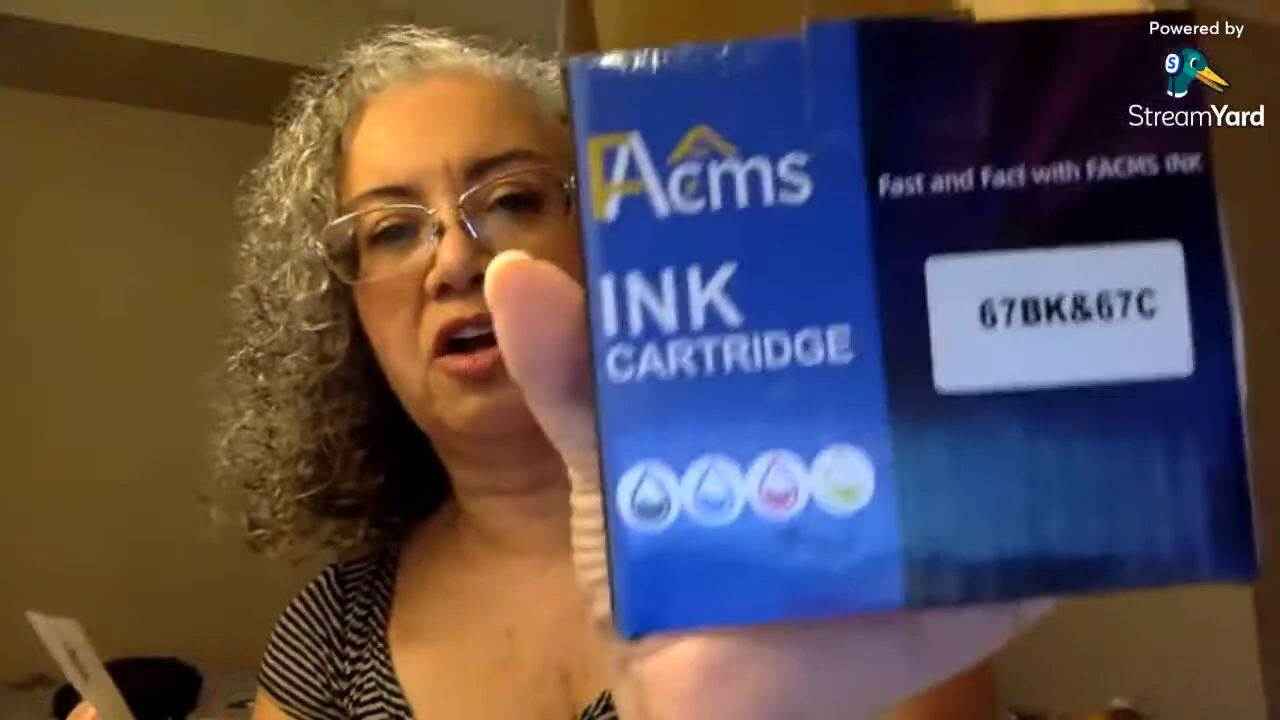 Powered by
StreamYard
FAcms
Fast and Fact with FACMS INK
INK
CARTRIDGE
67BK&67C